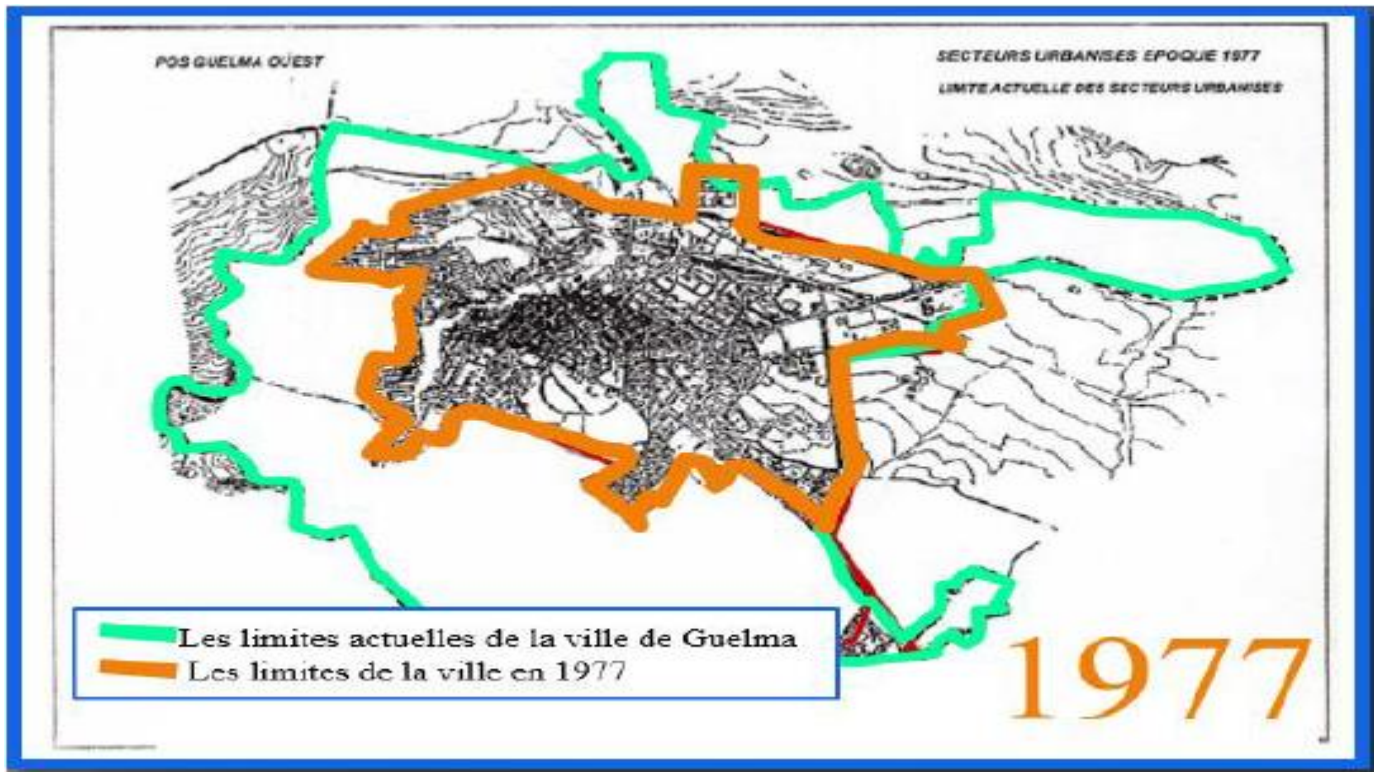 POS GUELMA OUEST
SECTEURS URBANISES EPOQUE 1977
LIMITE ACTUELLE DES SECTEURS URBANISES
Les limites actuelles de la ville de Guelma
Les limites de la ville en 1977
1977